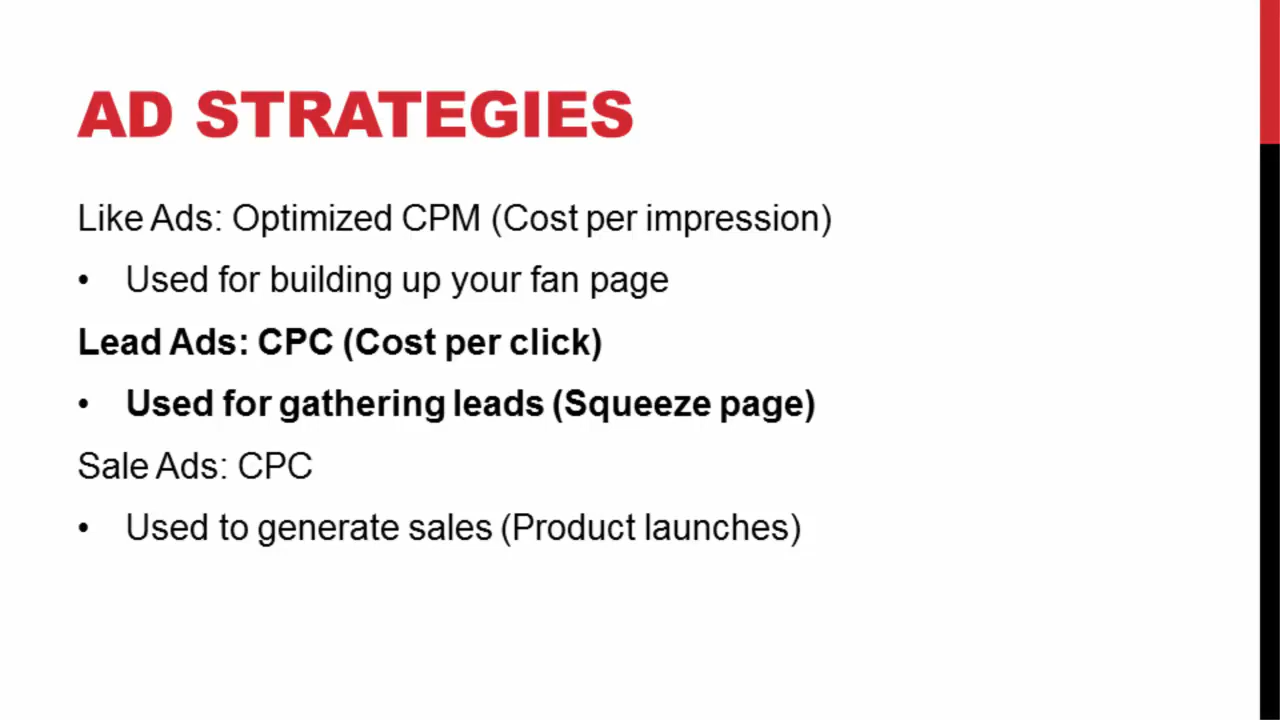 AD STRATEGIES
Like Ads: Optimized CPM (Cost per impression)
• Used for building up your fan page
Lead Ads: CPC (Cost per click)
• Used for gathering leads (Squeeze page)
Sale Ads: CPC
• Used to generate sales (Product launches)